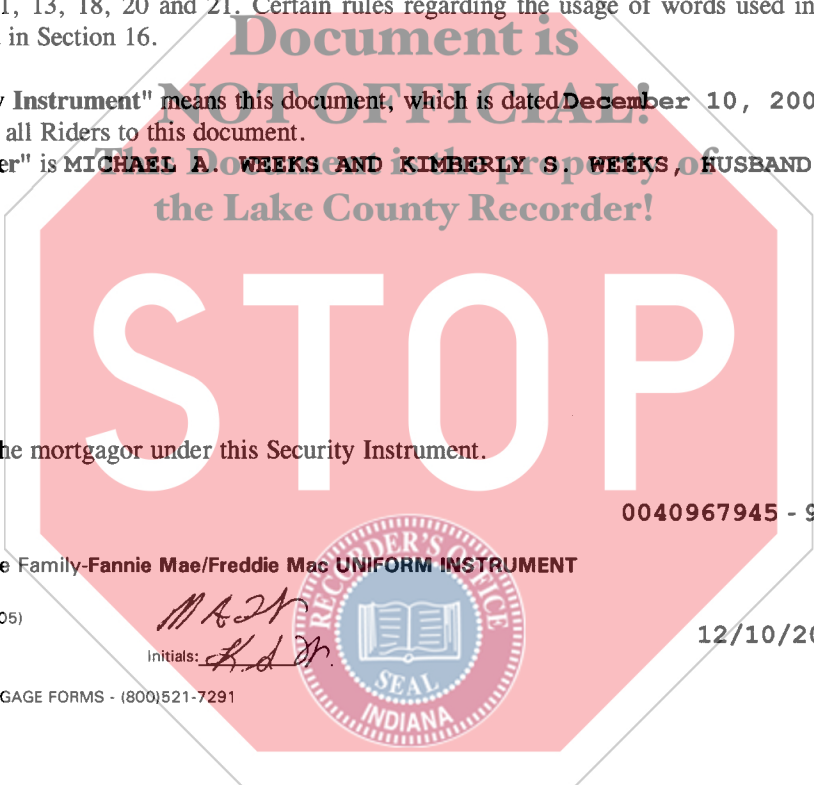 1, 13, 18, 20 and 21. Certain rules regarding the usage of words used in
in Section 16.
Document is
NOT OFFICIAL!
Instrument" means this document, which is dated December 10, 200
all Riders to this document.
er" is MICHAEL A. WEEKS AND KIMBERLY S. WEEKS, HUSBAND
This Document is the property of
the Lake County Recorder!
STOP
he mortgagor under this Security Instrument.
0040967945 - 9
e Family-Fannie Mae/Freddie Mac UNIFORM INSTRUMENT
05)
MAW
Initials: K.S.W.
12/10/20
RECORDER'S OFFICE
SEAL
INDIANA
GAGE FORMS - (800)521-7291